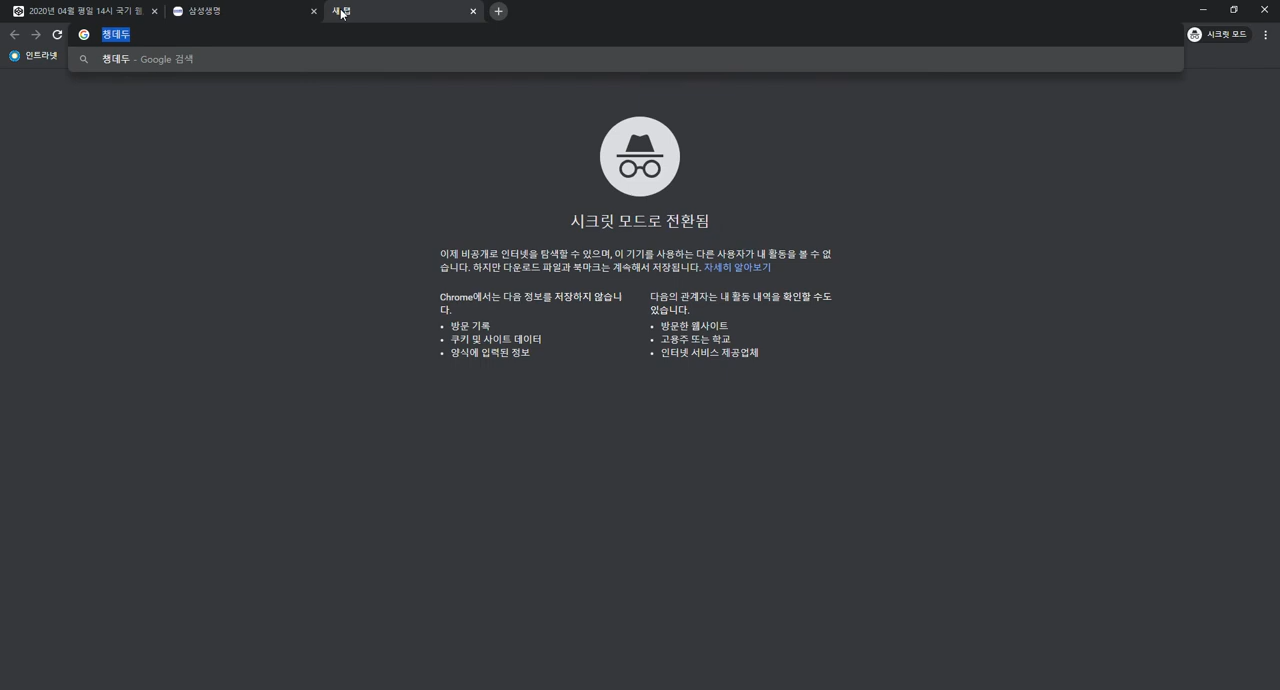 2020년 04월 평일 14시 국기 웹
삼성생명
새 탭
챙데두
시크릿 모드
인트라넷
챙데두 - Google 검색
시크릿 모드로 전환됨
이제 비공개로 인터넷을 탐색할 수 있으며, 이 기기를 사용하는 다른 사용자가 내 활동을 볼 수 없
습니다. 하지만 다운로드 파일과 북마크는 계속해서 저장됩니다. 자세히 알아보기
Chrome에서는 다음 정보를 저장하지 않습니
다.
• 방문 기록
• 쿠키 및 사이트 데이터
• 양식에 입력된 정보
다음의 관계자는 내 활동 내역을 확인할 수도
있습니다.
• 방문한 웹사이트
• 고용주 또는 학교
• 인터넷 서비스 제공업체